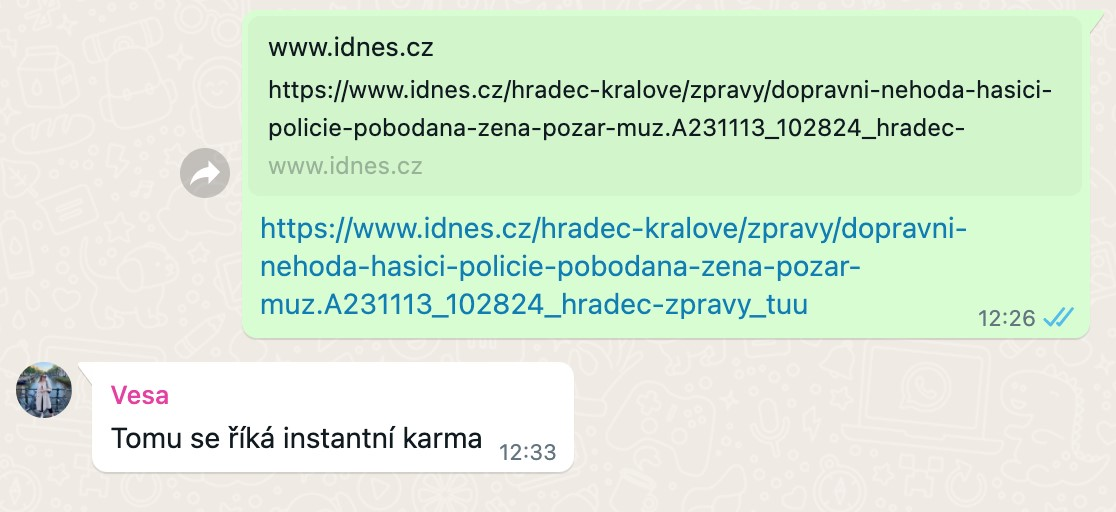 www.idnes.cz
https://www.idnes.cz/hradec-kralove/zpravy/dopravni-nehoda-hasici-
policie-pobodana-zena-pozar-muz.A231113_102824_hradec-
www.idnes.cz
https://www.idnes.cz/hradec-kralove/zpravy/dopravni-
nehoda-hasici-policie-pobodana-zena-pozar-
muz.A231113_102824_hradec-zpravy_tuu
12:26
Vesa
Tomu se říká instantní karma
12:33